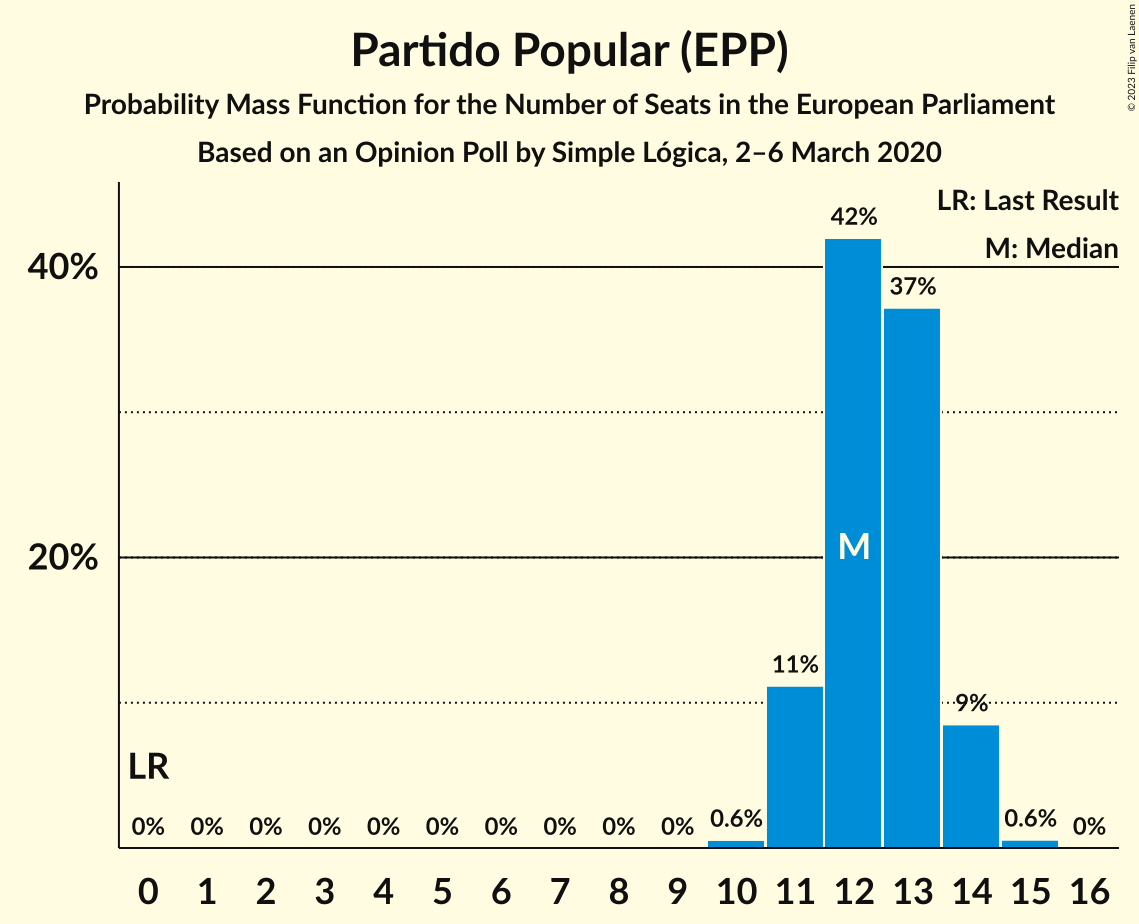 Partido Popular (EPP)
Probability Mass Function for the Number of Seats in the European Parliament
Based on an Opinion Poll by Simple Lógica, 2–6 March 2020
© 2023 Filip van Laenen
LR: Last Result
M: Median
42%
40%
37%
20%
M
11%
9%
LR
0% 0% 0% 0% 0% 0% 0% 0% 0% 0% 0.6% 0.6% 0%
0 1 2 3 4 5 6 7 8 9 10 11 12 13 14 15 16